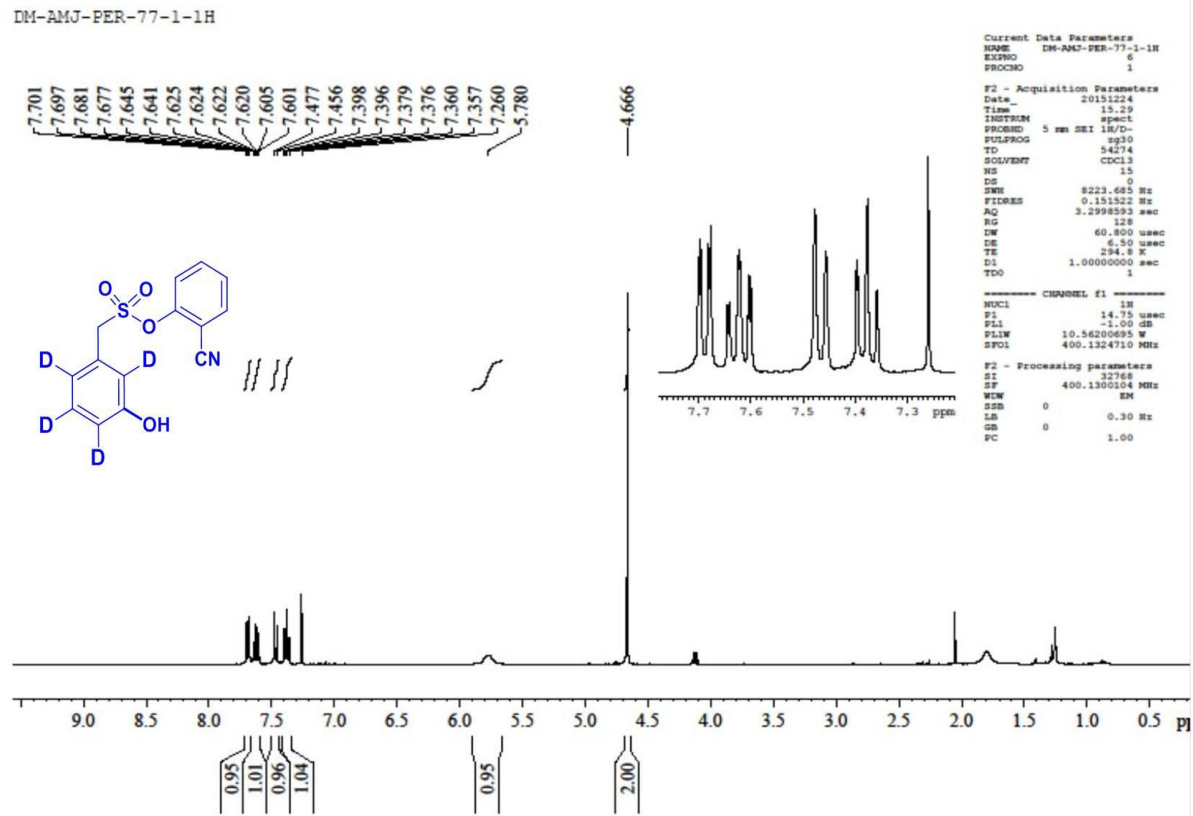 DM-AMJ-PER-77-1-1H
7.701
7.697
7.681
7.677
7.645
7.641
7.625
7.624
7.622
7.620
7.605
7.601
7.477
7.456
7.398
7.396
7.379
7.376
7.360
7.357
7.260
5.780
4.666
Current Data Parameters
NAME DM-AMJ-PER-77-1-1H
EXPNO 6
PROCNO 1
F2 - Acquisition Parameters
Date_ 20151224
Time 15.29
INSTRUM spect
PROBHD 5 mm SEI 1H/D-
PULPROG zg30
TD 54274
SOLVENT CDCl3
NS 15
DS 0
SWH 8223.685 Hz
FIDRES 0.151522 Hz
AQ 3.2998593 sec
RG 128
DW 60.800 usec
DE 6.50 usec
TE 294.8 K
D1 1.00000000 sec
TD0 1
======== CHANNEL f1 ========
NUC1 1H
P1 14.75 usec
PL1 -1.00 dB
PL1W 10.56200695 W
SFO1 400.1324710 MHz
F2 - Processing parameters
SI 32768
SF 400.1300104 MHz
WDW EM
SSB 0
LB 0.30 Hz
GB 0
PC 1.00
O O
S
O
CN
D D
D OH
D
7.7 7.6 7.5 7.4 7.3 ppm
9.0 8.5 8.0 7.5 7.0 6.5 6.0 5.5 5.0 4.5 4.0 3.5 3.0 2.5 2.0 1.5 1.0 0.5 pp
0.95
1.01
0.96
1.04
0.95
2.00